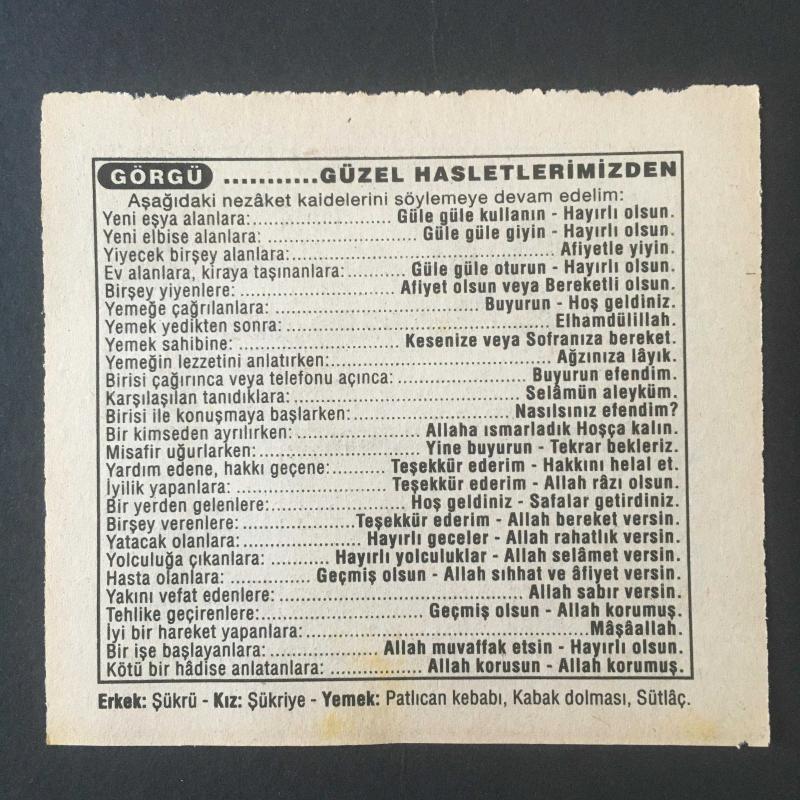 GÖRGÜ ...........GÜZEL HASLETLERİMİZDEN
Aşağıdaki nezâket kaidelerini söylemeye devam edelim:
Yeni eşya alanlara:........................ Güle güle kullanın - Hayırlı olsun.
Yeni elbise alanlara: ......................... Güle güle giyin - Hayırlı olsun.
Yiyecek birşey alanlara:.................................................. Afiyetle yiyin.
Ev alanlara, kiraya taşınanlara:.......... Güle güle oturun - Hayırlı olsun.
Birşey yiyenlere: ........................... Afiyet olsun veya Bereketli olsun.
Yemeğe çağrılanlara: ................................... Buyurun - Hoş geldiniz.
Yemek yedikten sonra: .............................................. Elhamdülillah.
Yemek sahibine: ............................. Kesenize veya Sofranıza bereket.
Yemeğin lezzetini anlatırken:...................................... Ağzınıza lâyık.
Birisi çağırınca veya telefonu açınca: ...................... Buyurun efendim.
Karşılaşılan tanıdıklara:......................................... Selâmün aleyküm.
Birisi ile konuşmaya başlarken:........................... Nasılsınız efendim?
Bir kimseden ayrılırken: ...................... Allaha ısmarladık Hoşça kalın.
Misafir uğurlarken:............................. Yine buyurun - Tekrar bekleriz.
Yardım edene, hakkı geçene:......... Teşekkür ederim - Hakkını helal et.
İyilik yapanlara: .......................... Teşekkür ederim - Allah râzı olsun.
Bir yerden gelenlere:........................ Hoş geldiniz - Safalar getirdiniz.
Birşey verenlere: ....................Teşekkür ederim - Allah bereket versin.
Yatacak olanlara:...................... Hayırlı geceler - Allah rahatlık versin.
Yolculuğa çıkanlara: ............ Hayırlı yolculuklar - Allah selâmet versin.
Hasta olanlara: .............. Geçmiş olsun - Allah sıhhat ve âfiyet versin.
Yakını vefat edenlere: ............................................ Allah sabır versin.
Tehlike geçirenlere:............................. Geçmiş olsun - Allah korumuş.
İyi bir hareket yapanlara:.................................................Mâşâallah.
Bir işe başlayanlara: .................. Allah muvaffak etsin - Hayırlı olsun.
Kötü bir hâdise anlatanlara: .............. Allah korusun - Allah korumuş.
Erkek: Şükrü - Kız: Şükriye - Yemek: Patlıcan kebabı, Kabak dolması, Sütlâç.